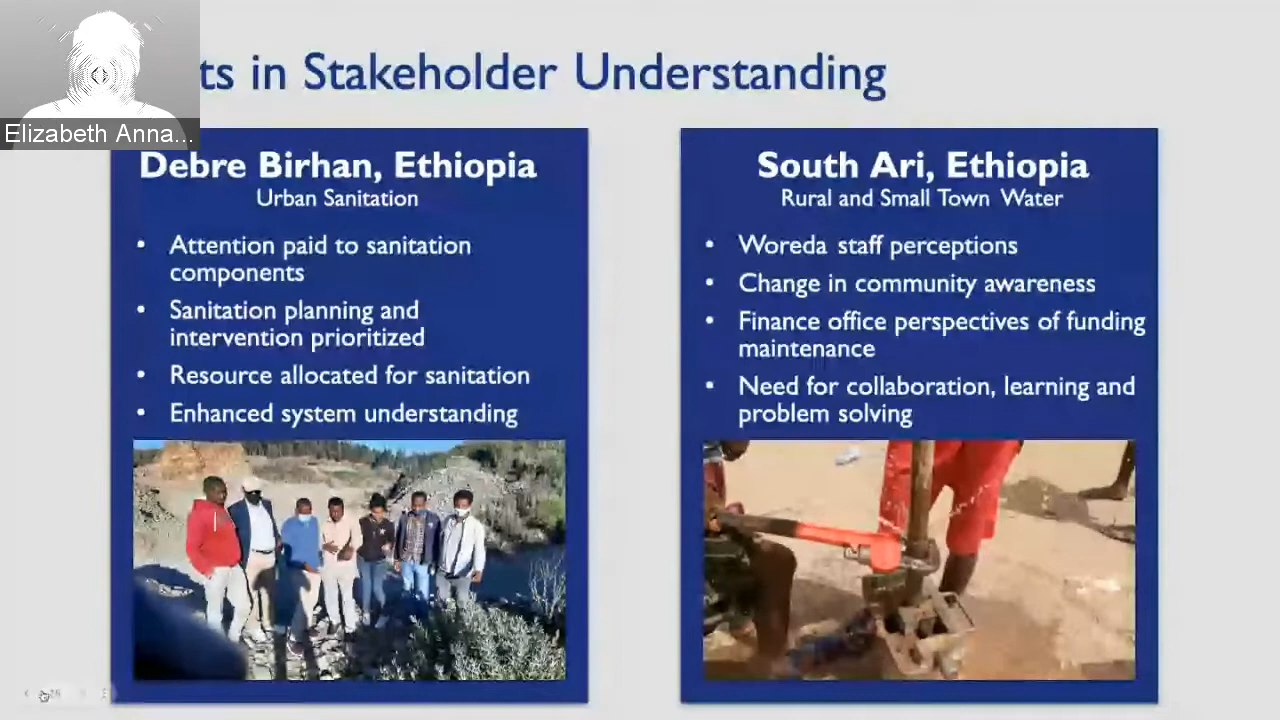 ts in Stakeholder Understanding
Elizabeth Anna...
Debre Birhan, Ethiopia
Urban Sanitation
• Attention paid to sanitation
components
• Sanitation planning and
intervention prioritized
• Resource allocated for sanitation
• Enhanced system understanding
South Ari, Ethiopia
Rural and Small Town Water
• Woreda staff perceptions
• Change in community awareness
• Finance office perspectives of funding
maintenance
• Need for collaboration, learning and
problem solving